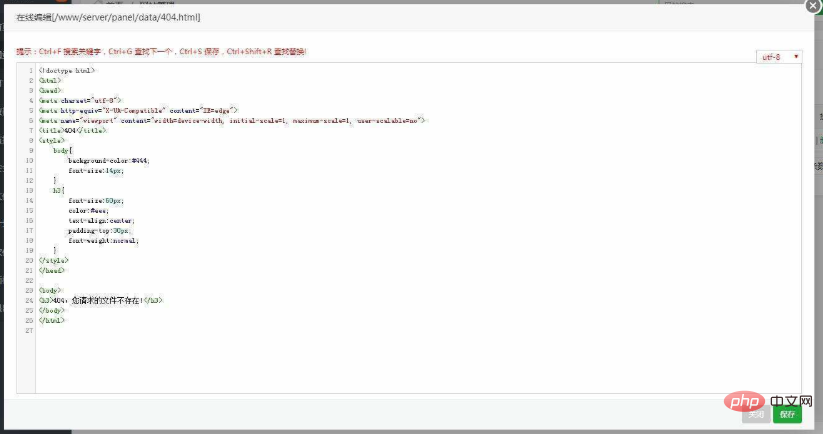 在线编辑[/www/server/panel/data/404.html]
提示：Ctrl+F 搜索关键字，Ctrl+G 查找下一个，Ctrl+S 保存，Ctrl+Shift+R 查找替换!
utf-8
1 <!doctype html>
2 <html>
3 <head>
4 <meta charset="utf-8">
5 <meta http-equiv="X-UA-Compatible" content="IE=edge">
6 <meta name="viewport" content="width=device-width, initial-scale=1, maximum-scale=1, user-scalable=no">
7 <title>404</title>
8 <style>
9 body{
10 background-color:#444;
11 font-size:14px;
12 }
13 h3{
14 font-size:60px;
15 color:#eee;
16 text-align:center;
17 padding-top:30px;
18 font-weight:normal;
19 }
20 </style>
21 </head>
22
23 <body>
24 <h3>404，您请求的文件不存在!</h3>
25 </body>
26 </html>
27
关闭 保存
php 中文网